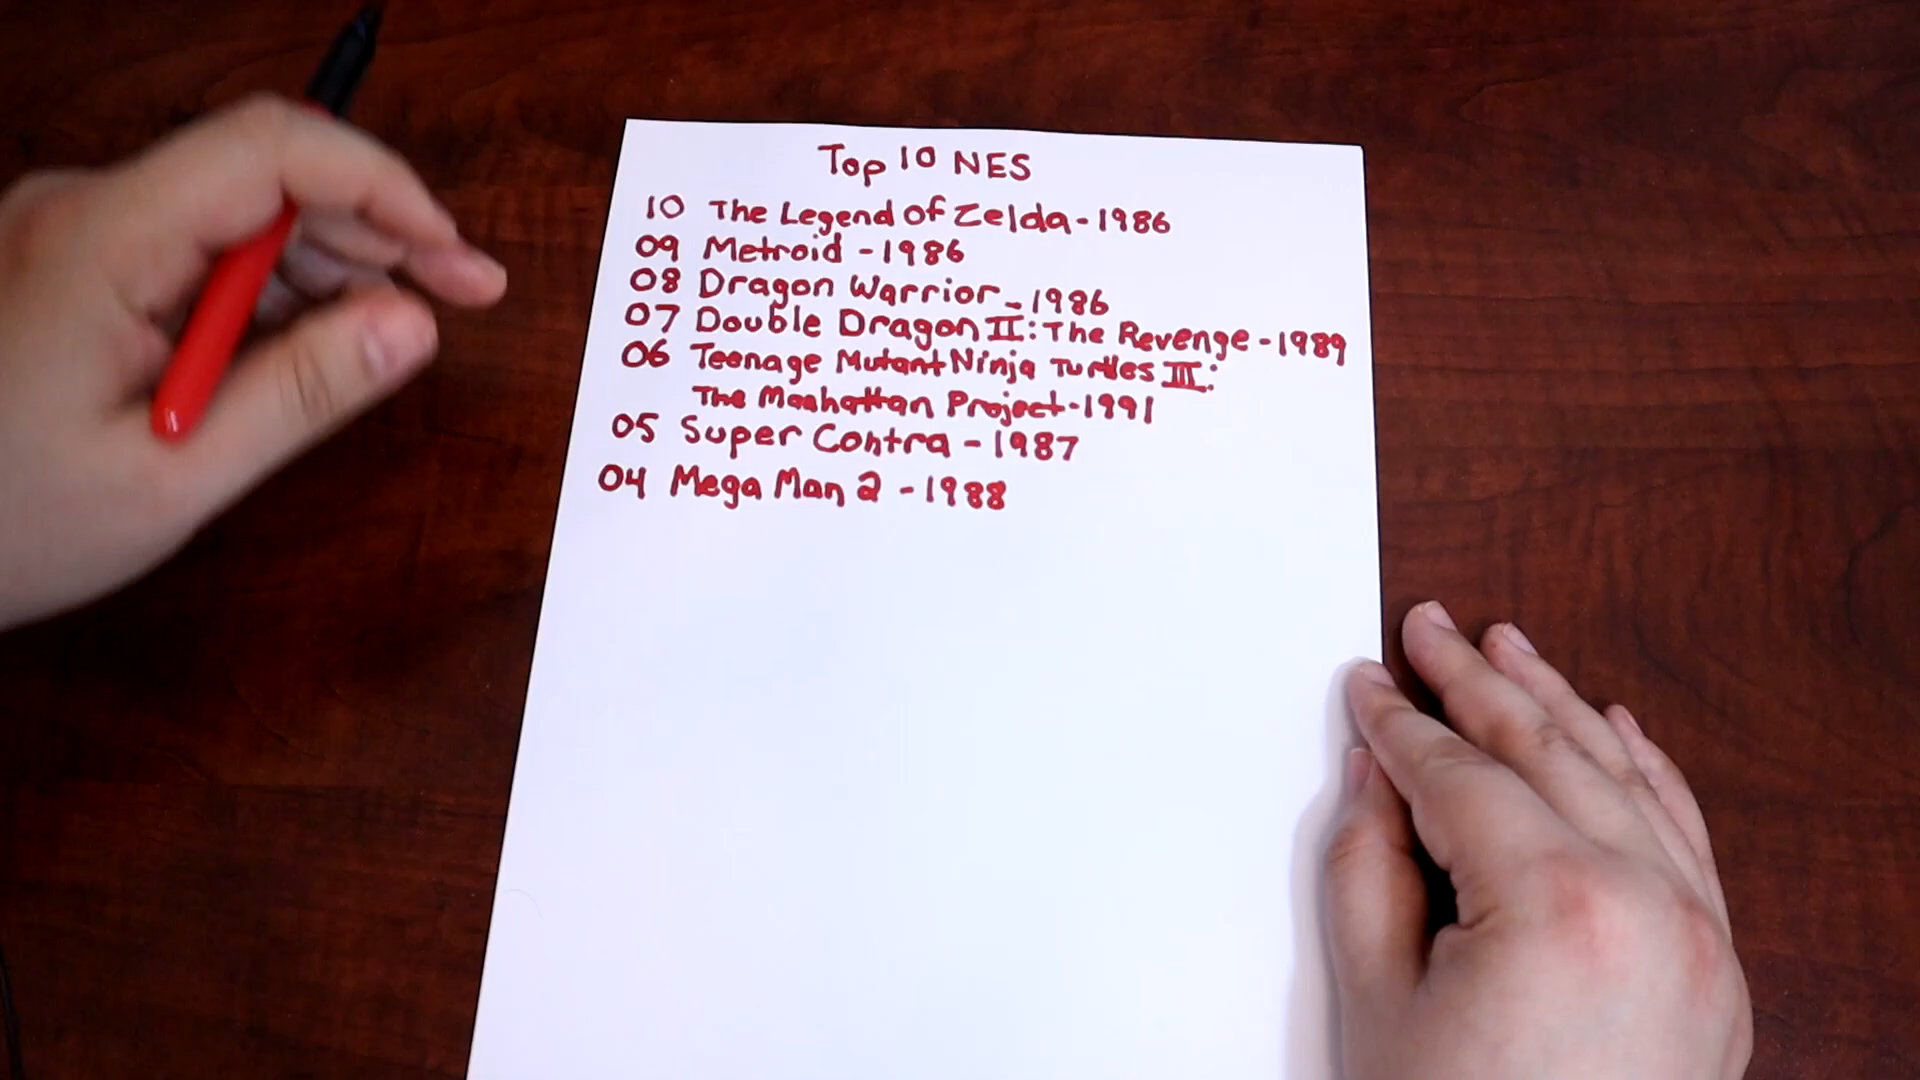 Top 10 NES
10 The Legend Of Zelda - 1986
09 Metroid - 1986
08 Dragon Warrior - 1986
07 Double Dragon II: The Revenge - 1989
06 Teenage Mutant Ninja Turtles III:
The Manhattan Project - 1991
05 Super Contra - 1987
04 Mega Man 2 - 1988